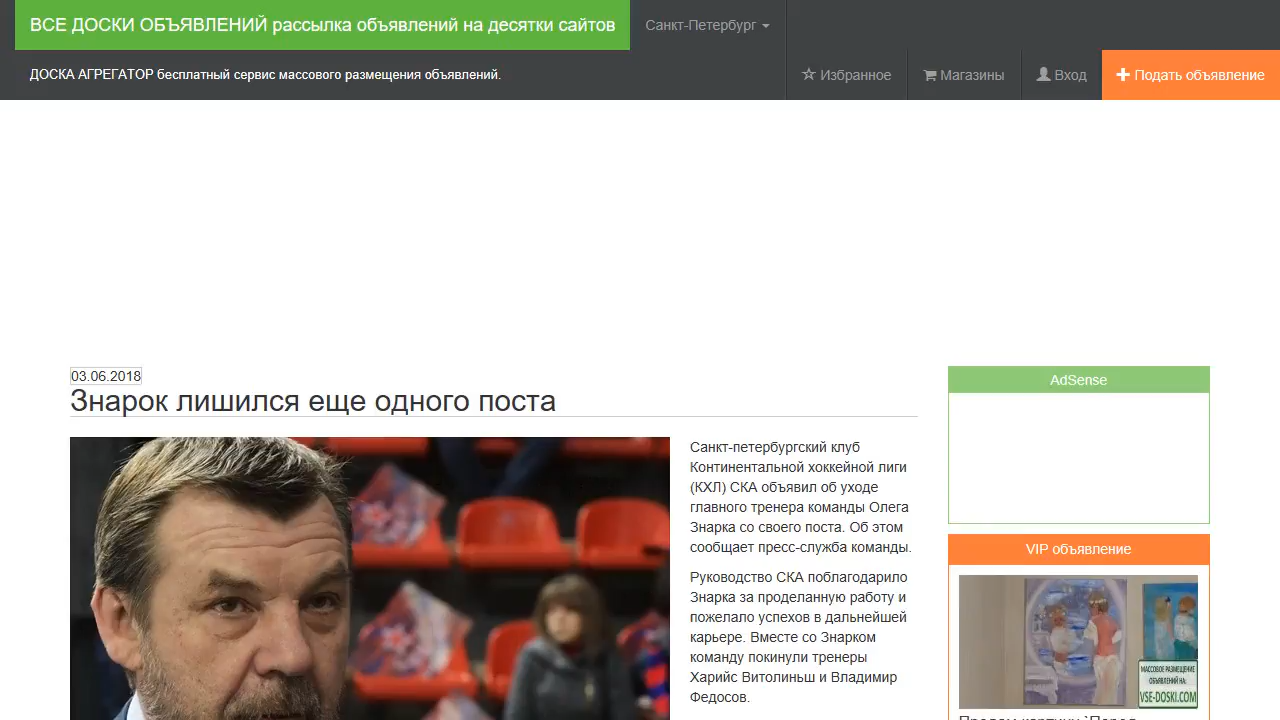 ВСЕ ДОСКИ ОБЪЯВЛЕНИЙ рассылка объявлений на десятки сайтов
Санкт-Петербург
ДОСКА АГРЕГАТОР бесплатный сервис массового размещения объявлений.
Избранное
Магазины
Вход
Подать объявление
03.06.2018
Знарок лишился еще одного поста
Санкт-петербургский клуб
Континентальной хоккейной лиги
(КХЛ) СКА объявил об уходе
главного тренера команды Олега
Знарка со своего поста. Об этом
сообщает пресс-служба команды.
Руководство СКА поблагодарило
Знарка за проделанную работу и
пожелало успехов в дальнейшей
карьере. Вместе со Знарком
команду покинули тренеры
Харийс Витолиньш и Владимир
Федосов.
AdSense
VIP объявление
МАССОВОЕ РАЗМЕЩЕНИЕ
ОБЪЯВЛЕНИЙ НА:
VSE-DOSKI.COM